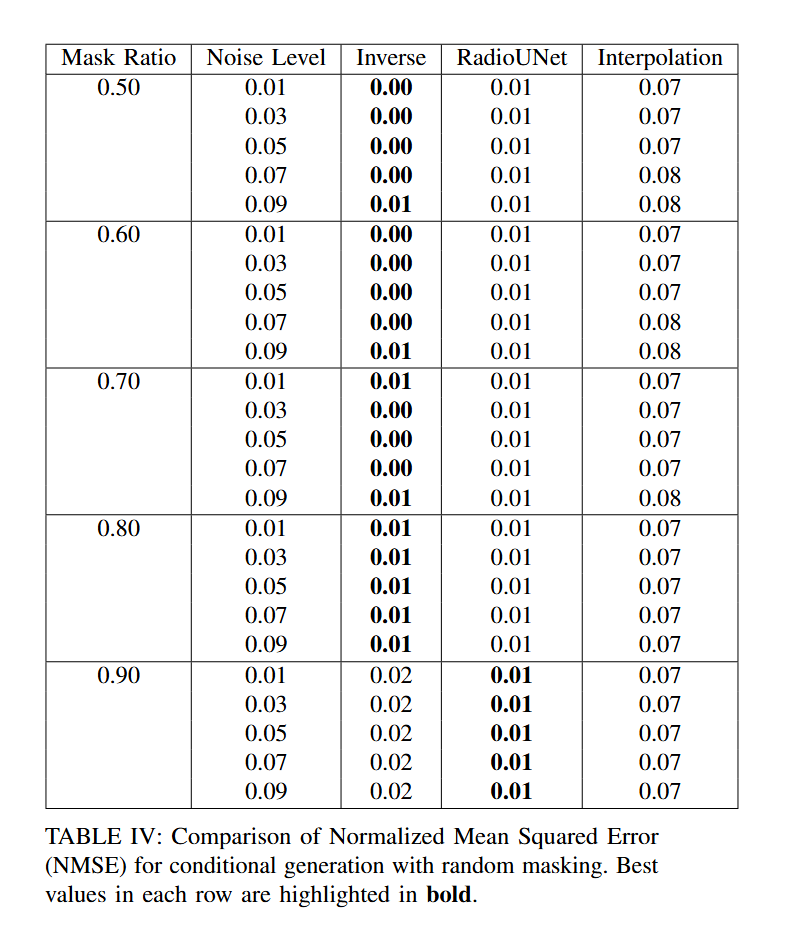 Mask Ratio Noise Level Inverse RadioUNet Interpolation
0.50 0.01 0.00 0.01 0.07
0.03 0.00 0.01 0.07
0.05 0.00 0.01 0.07
0.07 0.00 0.01 0.08
0.09 0.01 0.01 0.08
0.60 0.01 0.00 0.01 0.07
0.03 0.00 0.01 0.07
0.05 0.00 0.01 0.07
0.07 0.00 0.01 0.08
0.09 0.01 0.01 0.08
0.70 0.01 0.01 0.01 0.07
0.03 0.00 0.01 0.07
0.05 0.00 0.01 0.07
0.07 0.00 0.01 0.07
0.09 0.01 0.01 0.08
0.80 0.01 0.01 0.01 0.07
0.03 0.01 0.01 0.07
0.05 0.01 0.01 0.07
0.07 0.01 0.01 0.07
0.09 0.01 0.01 0.07
0.90 0.01 0.02 0.01 0.07
0.03 0.02 0.01 0.07
0.05 0.02 0.01 0.07
0.07 0.02 0.01 0.07
0.09 0.02 0.01 0.07
TABLE IV: Comparison of Normalized Mean Squared Error
(NMSE) for conditional generation with random masking. Best
values in each row are highlighted in bold.